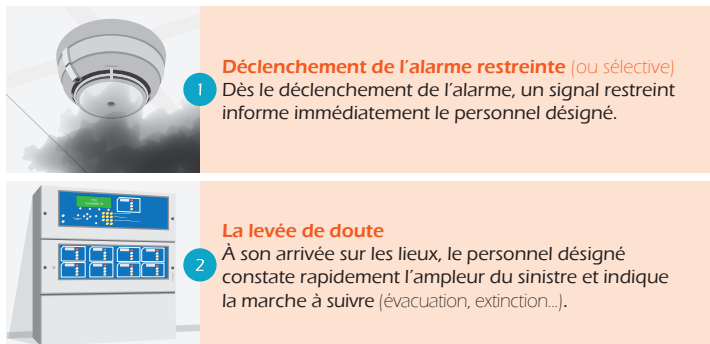 1
Déclenchement de l'alarme restreinte (ou sélective)
Dès le déclenchement de l'alarme, un signal restreint
informe immédiatement le personnel désigné.
2
La levée de doute
À son arrivée sur les lieux, le personnel désigné
constate rapidement l'ampleur du sinistre et indique
la marche à suivre (évacuation, extinction...).